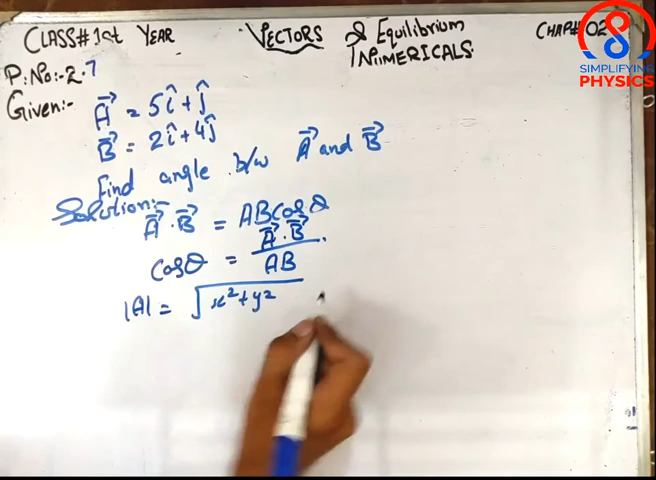 CLASS# 1st YEAR VECTORS & Equilibrium CHAP# 02
NUMERICALS
SIMPLIFYING
PHYSICS
P.No:-2.7
Given:-
A⃗ = 5î + ĵ
B⃗ = 2î + 4ĵ
Find angle b/w A⃗ and B⃗
Solution:-
A⃗ . B⃗ = ABcosθ
cosθ = A⃗ . B⃗ / AB
|A| = √x² + y²